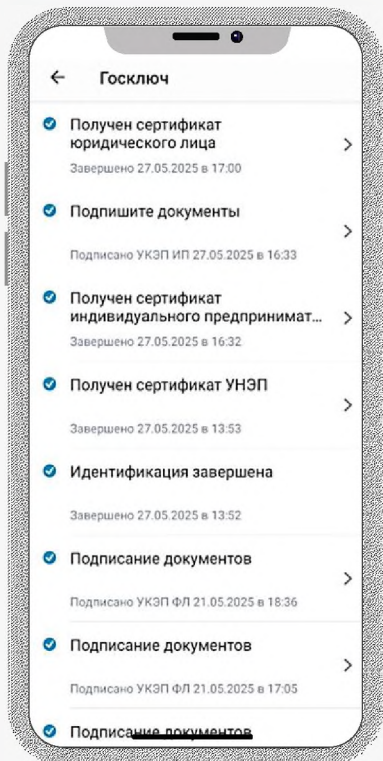 Госключ
Получен сертификат
юридического лица
Завершено 27.05.2025 в 17:00
Подпишите документы
Подписано УКЭП ИП 27.05.2025 в 16:33
Получен сертификат
индивидуального предпринимат...
Завершено 27.05.2025 в 16:32
Получен сертификат УНЭП
Завершено 27.05.2025 в 13:53
Идентификация завершена
Завершено 27.05.2025 в 13:52
Подписание документов
Подписано УКЭП ФЛ 21.05.2025 в 18:36
Подписание документов
Подписано УКЭП ФЛ 21.05.2025 в 17:05
Подписание документов